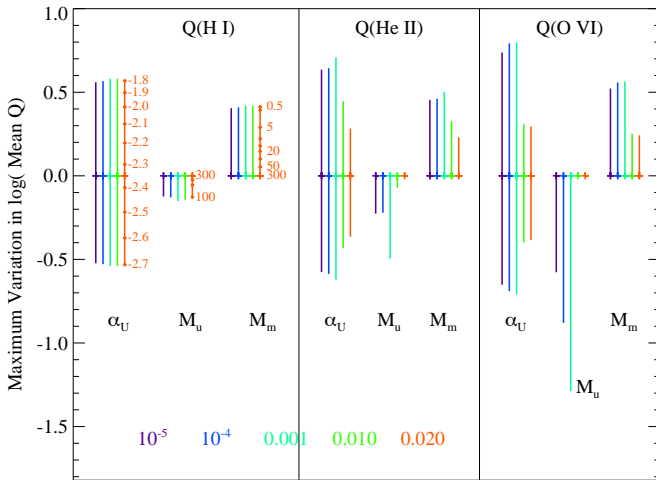 Maximum Variation in log( Mean Q)
1.0
0.5
0.0
-0.5
-1.0
-1.5
Q(H I)
Q(He II)
Q(O VI)
-1.8
-1.9
-2.0
-2.1
-2.2
-2.3
-2.4
-2.5
-2.6
-2.7
300
100
0.5
5
20
50
300
α_U
M_u
M_m
α_U
M_u
M_m
α_U
M_u
M_m
10^-5 10^-4 0.001 0.010 0.020